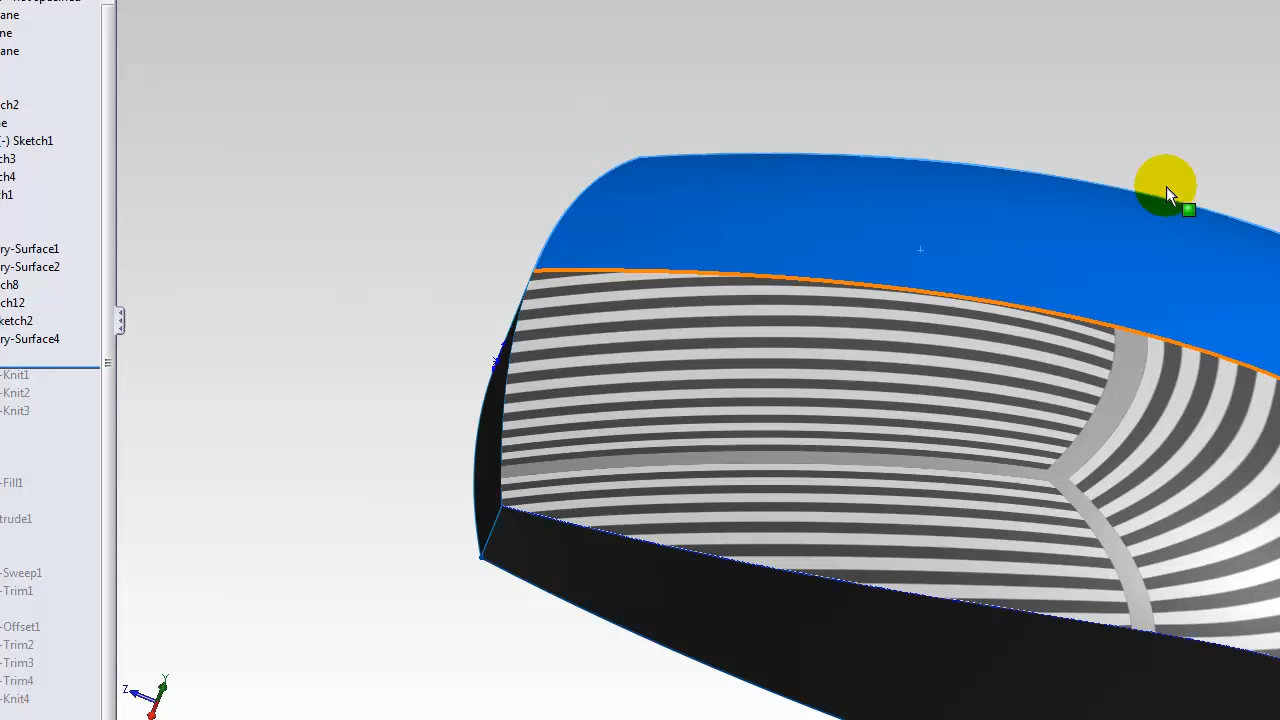 ane
ne
ane
ch2
e
(-) Sketch1
ch3
ch4
ch1
ry-Surface1
ry-Surface2
ch8
ch12
ketch2
ry-Surface4
-Knit1
-Knit2
-Knit3
-Fill1
trude1
-Sweep1
-Trim1
-Offset1
-Trim2
-Trim3
-Trim4
-Knit4
Y
Z